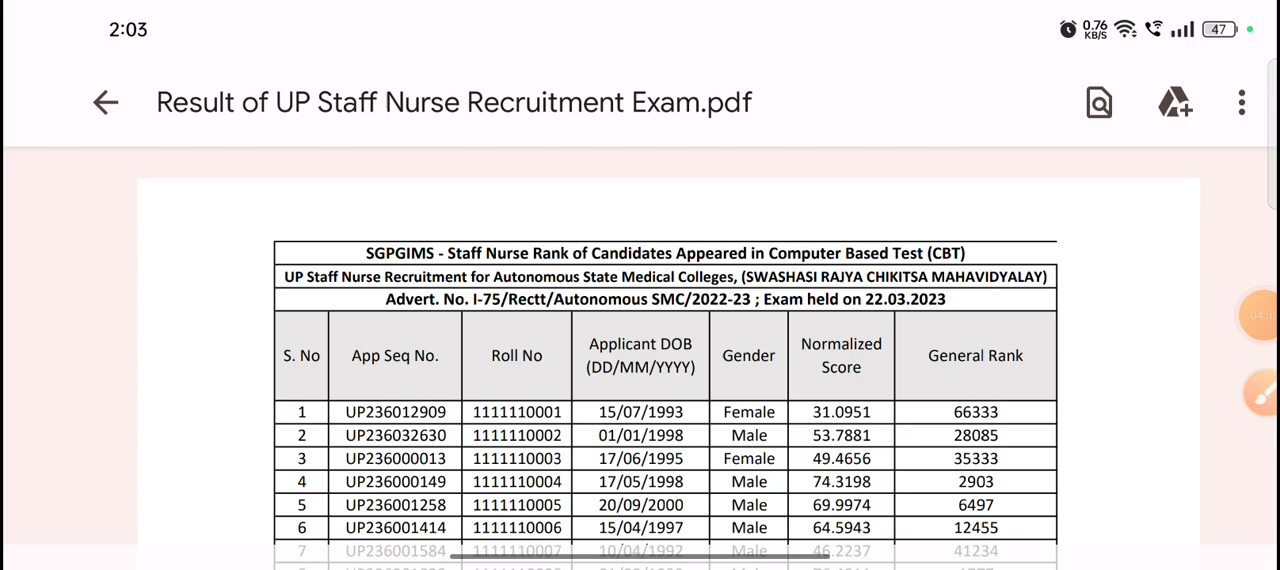 2:03
0.76
KB/S
47
Result of UP Staff Nurse Recruitment Exam.pdf
SGPGIMS - Staff Nurse Rank of Candidates Appeared in Computer Based Test (CBT)
UP Staff Nurse Recruitment for Autonomous State Medical Colleges, (SWASHASI RAJYA CHIKITSA MAHAVIDYALAY)
Advert. No. I-75/Rectt/Autonomous SMC/2022-23 ; Exam held on 22.03.2023
S. No App Seq No. Roll No Applicant DOB (DD/MM/YYYY) Gender Normalized Score General Rank
1 UP236012909 1111110001 15/07/1993 Female 31.0951 66333
2 UP236032630 1111110002 01/01/1998 Male 53.7881 28085
3 UP236000013 1111110003 17/06/1995 Female 49.4656 35333
4 UP236000149 1111110004 17/05/1998 Male 74.3198 2903
5 UP236001258 1111110005 20/09/2000 Male 69.9974 6497
6 UP236001414 1111110006 15/04/1997 Male 64.5943 12455
7 UP236001584 1111110007 10/04/1992 Male 46.2237 41234